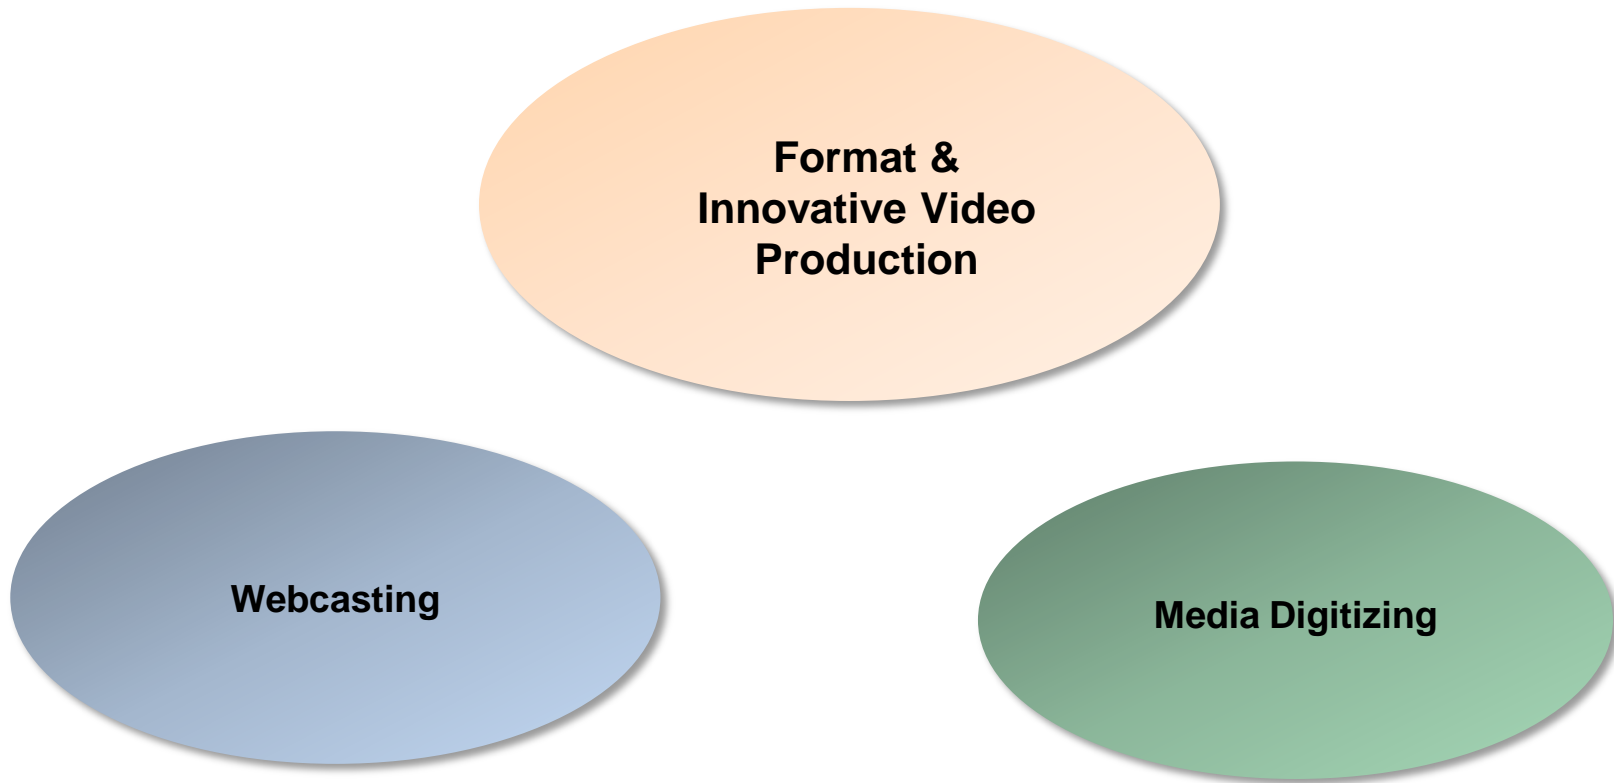 Format &
Innovative Video
Production
Webcasting
Media Digitizing